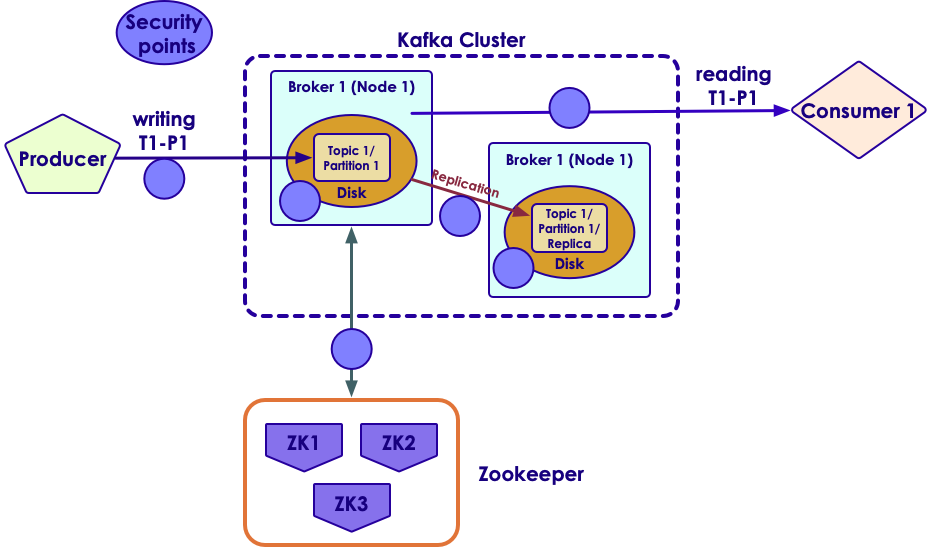 Security
points
Kafka Cluster
Broker 1 (Node 1)
reading
T1-P1
writing
T1-P1
Consumer 1
Producer
Topic 1/
Partition 1
Disk
Replication
Broker 1 (Node 1)
Topic 1/
Partition 1/
Replica
Disk
ZK1
ZK2
ZK3
Zookeeper